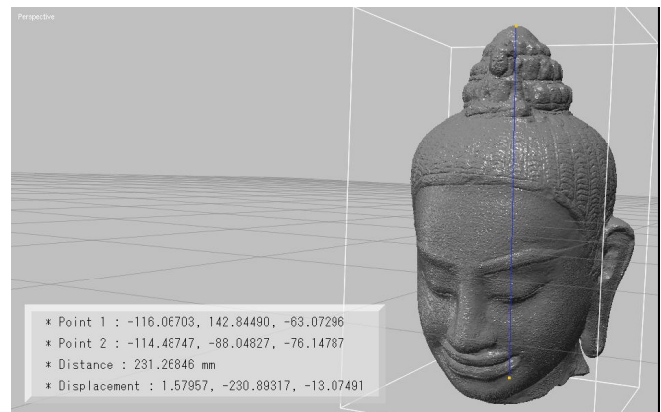 Perspective
* Point 1 : -116.06703, 142.84490, -63.07296
* Point 2 : -114.48747, -88.04827, -76.14787
* Distance : 231.26846 mm
* Displacement : 1.57957, -230.89317, -13.07491